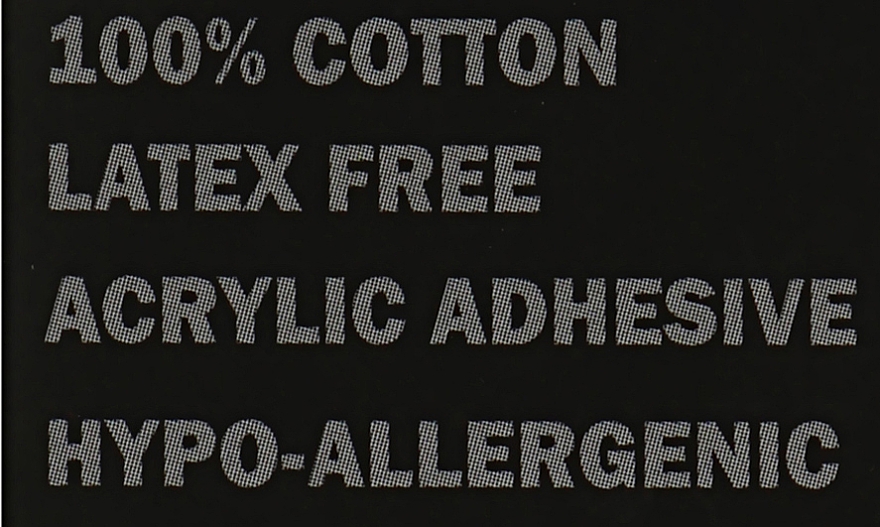 100% COTTON
LATEX FREE
ACRYLIC ADHESIVE
HYPO-ALLERGENIC